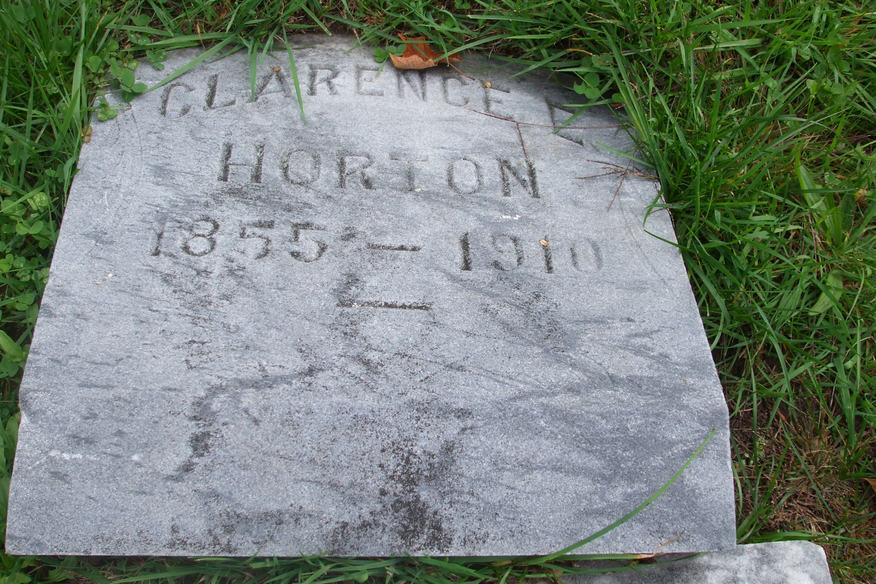 CLARENCE
HORTON
1855 — 1910